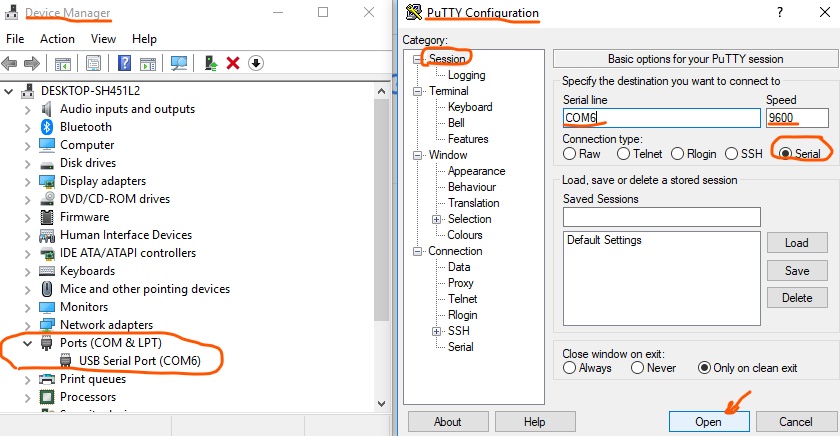 Device Manager
File Action View Help
DESKTOP-SH451L2
Audio inputs and outputs
Bluetooth
Computer
Disk drives
Display adapters
DVD/CD-ROM drives
Firmware
Human Interface Devices
IDE ATA/ATAPI controllers
Keyboards
Mice and other pointing devices
Monitors
Network adapters
Ports (COM & LPT)
USB Serial Port (COM6)
Print queues
Processors
PuTTY Configuration
Category:
Session
Logging
Terminal
Keyboard
Bell
Features
Window
Appearance
Behaviour
Translation
Selection
Colours
Connection
Data
Proxy
Telnet
Rlogin
SSH
Serial
Basic options for your PuTTY session
Specify the destination you want to connect to
Serial line Speed
COM6 9600
Connection type:
Raw Telnet Rlogin SSH Serial
Load, save or delete a stored session
Saved Sessions
Default Settings
Load
Save
Delete
Close window on exit:
Always Never Only on clean exit
About Help Open Cancel